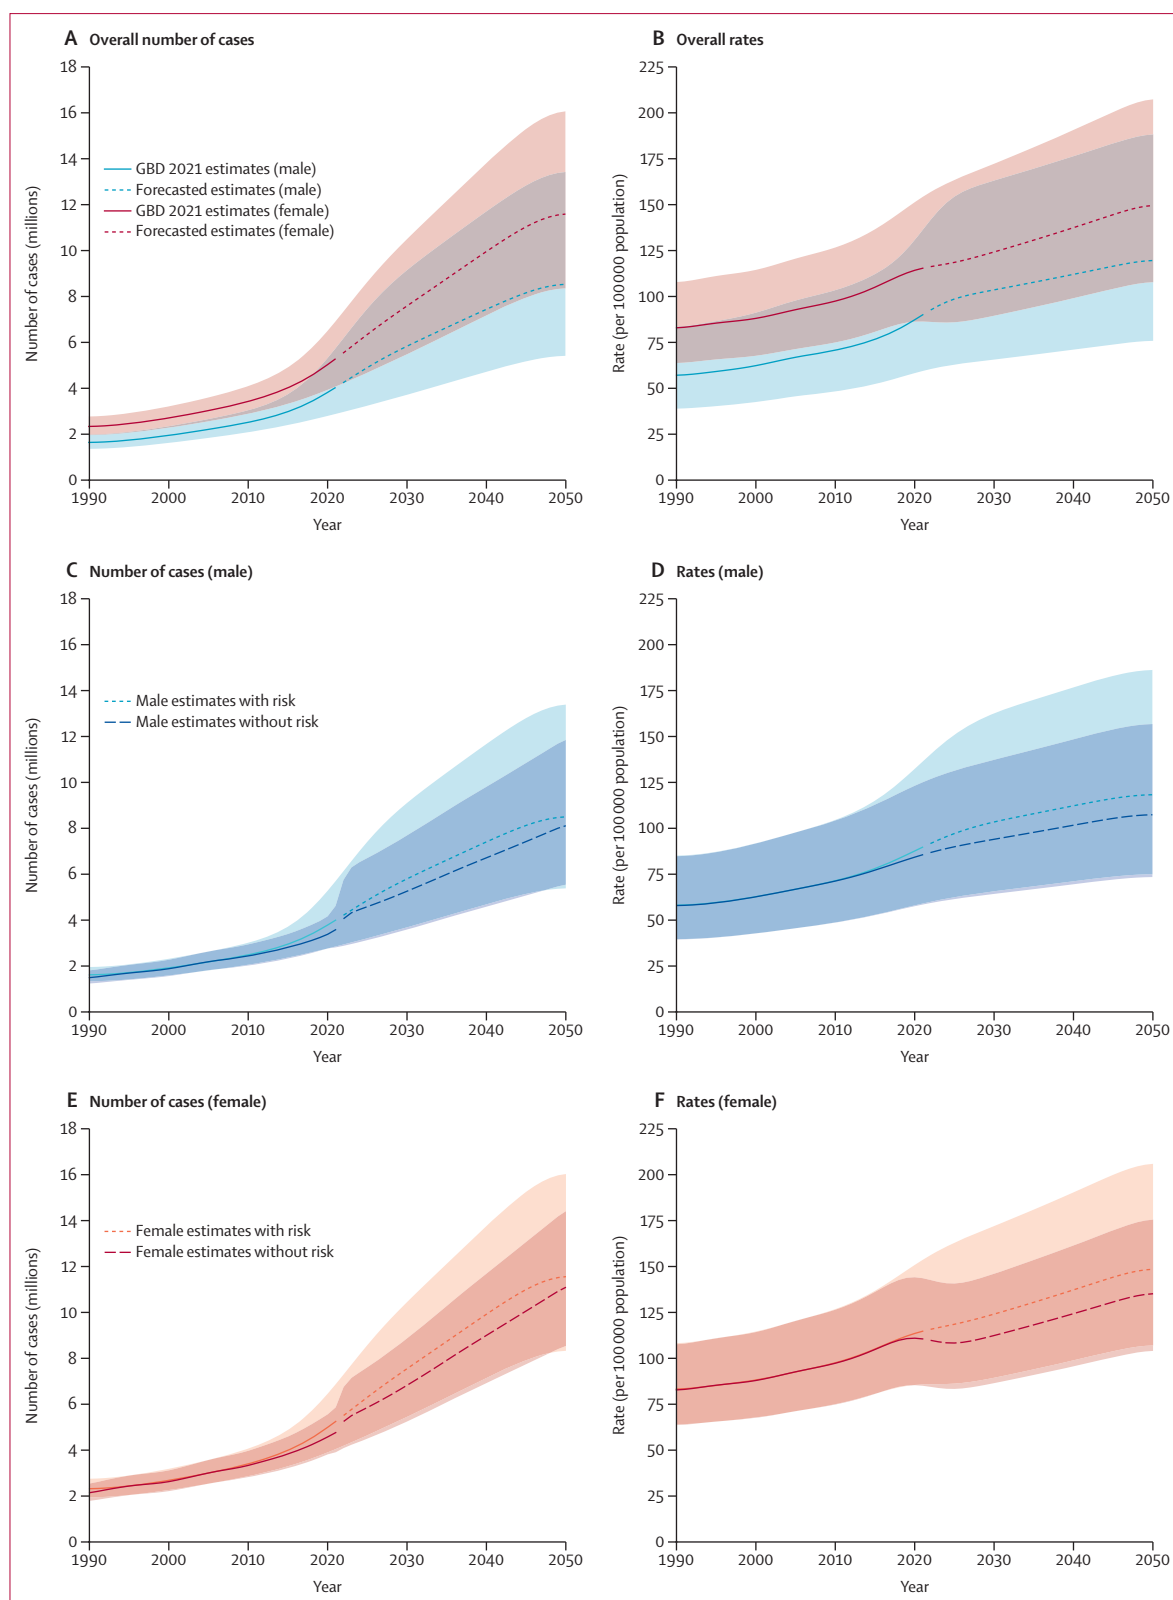 A Overall number of cases
18
16
14
12
10
8
6
4
2
0
Number of cases (millions)
GBD 2021 estimates (male)
Forecasted estimates (male)
GBD 2021 estimates (female)
Forecasted estimates (female)
1990 2000 2010 2020 2030 2040 2050
Year
B Overall rates
225
200
175
150
125
100
75
50
25
0
Rate (per 100 000 population)
1990 2000 2010 2020 2030 2040 2050
Year
C Number of cases (male)
18
16
14
12
10
8
6
4
2
0
Number of cases (millions)
Male estimates with risk
Male estimates without risk
1990 2000 2010 2020 2030 2040 2050
Year
D Rates (male)
225
200
175
150
125
100
75
50
25
0
Rate (per 100 000 population)
1990 2000 2010 2020 2030 2040 2050
Year
E Number of cases (female)
18
16
14
12
10
8
6
4
2
0
Number of cases (millions)
Female estimates with risk
Female estimates without risk
1990 2000 2010 2020 2030 2040 2050
Year
F Rates (female)
225
200
175
150
125
100
75
50
25
0
Rate (per 100 000 population)
1990 2000 2010 2020 2030 2040 2050
Year